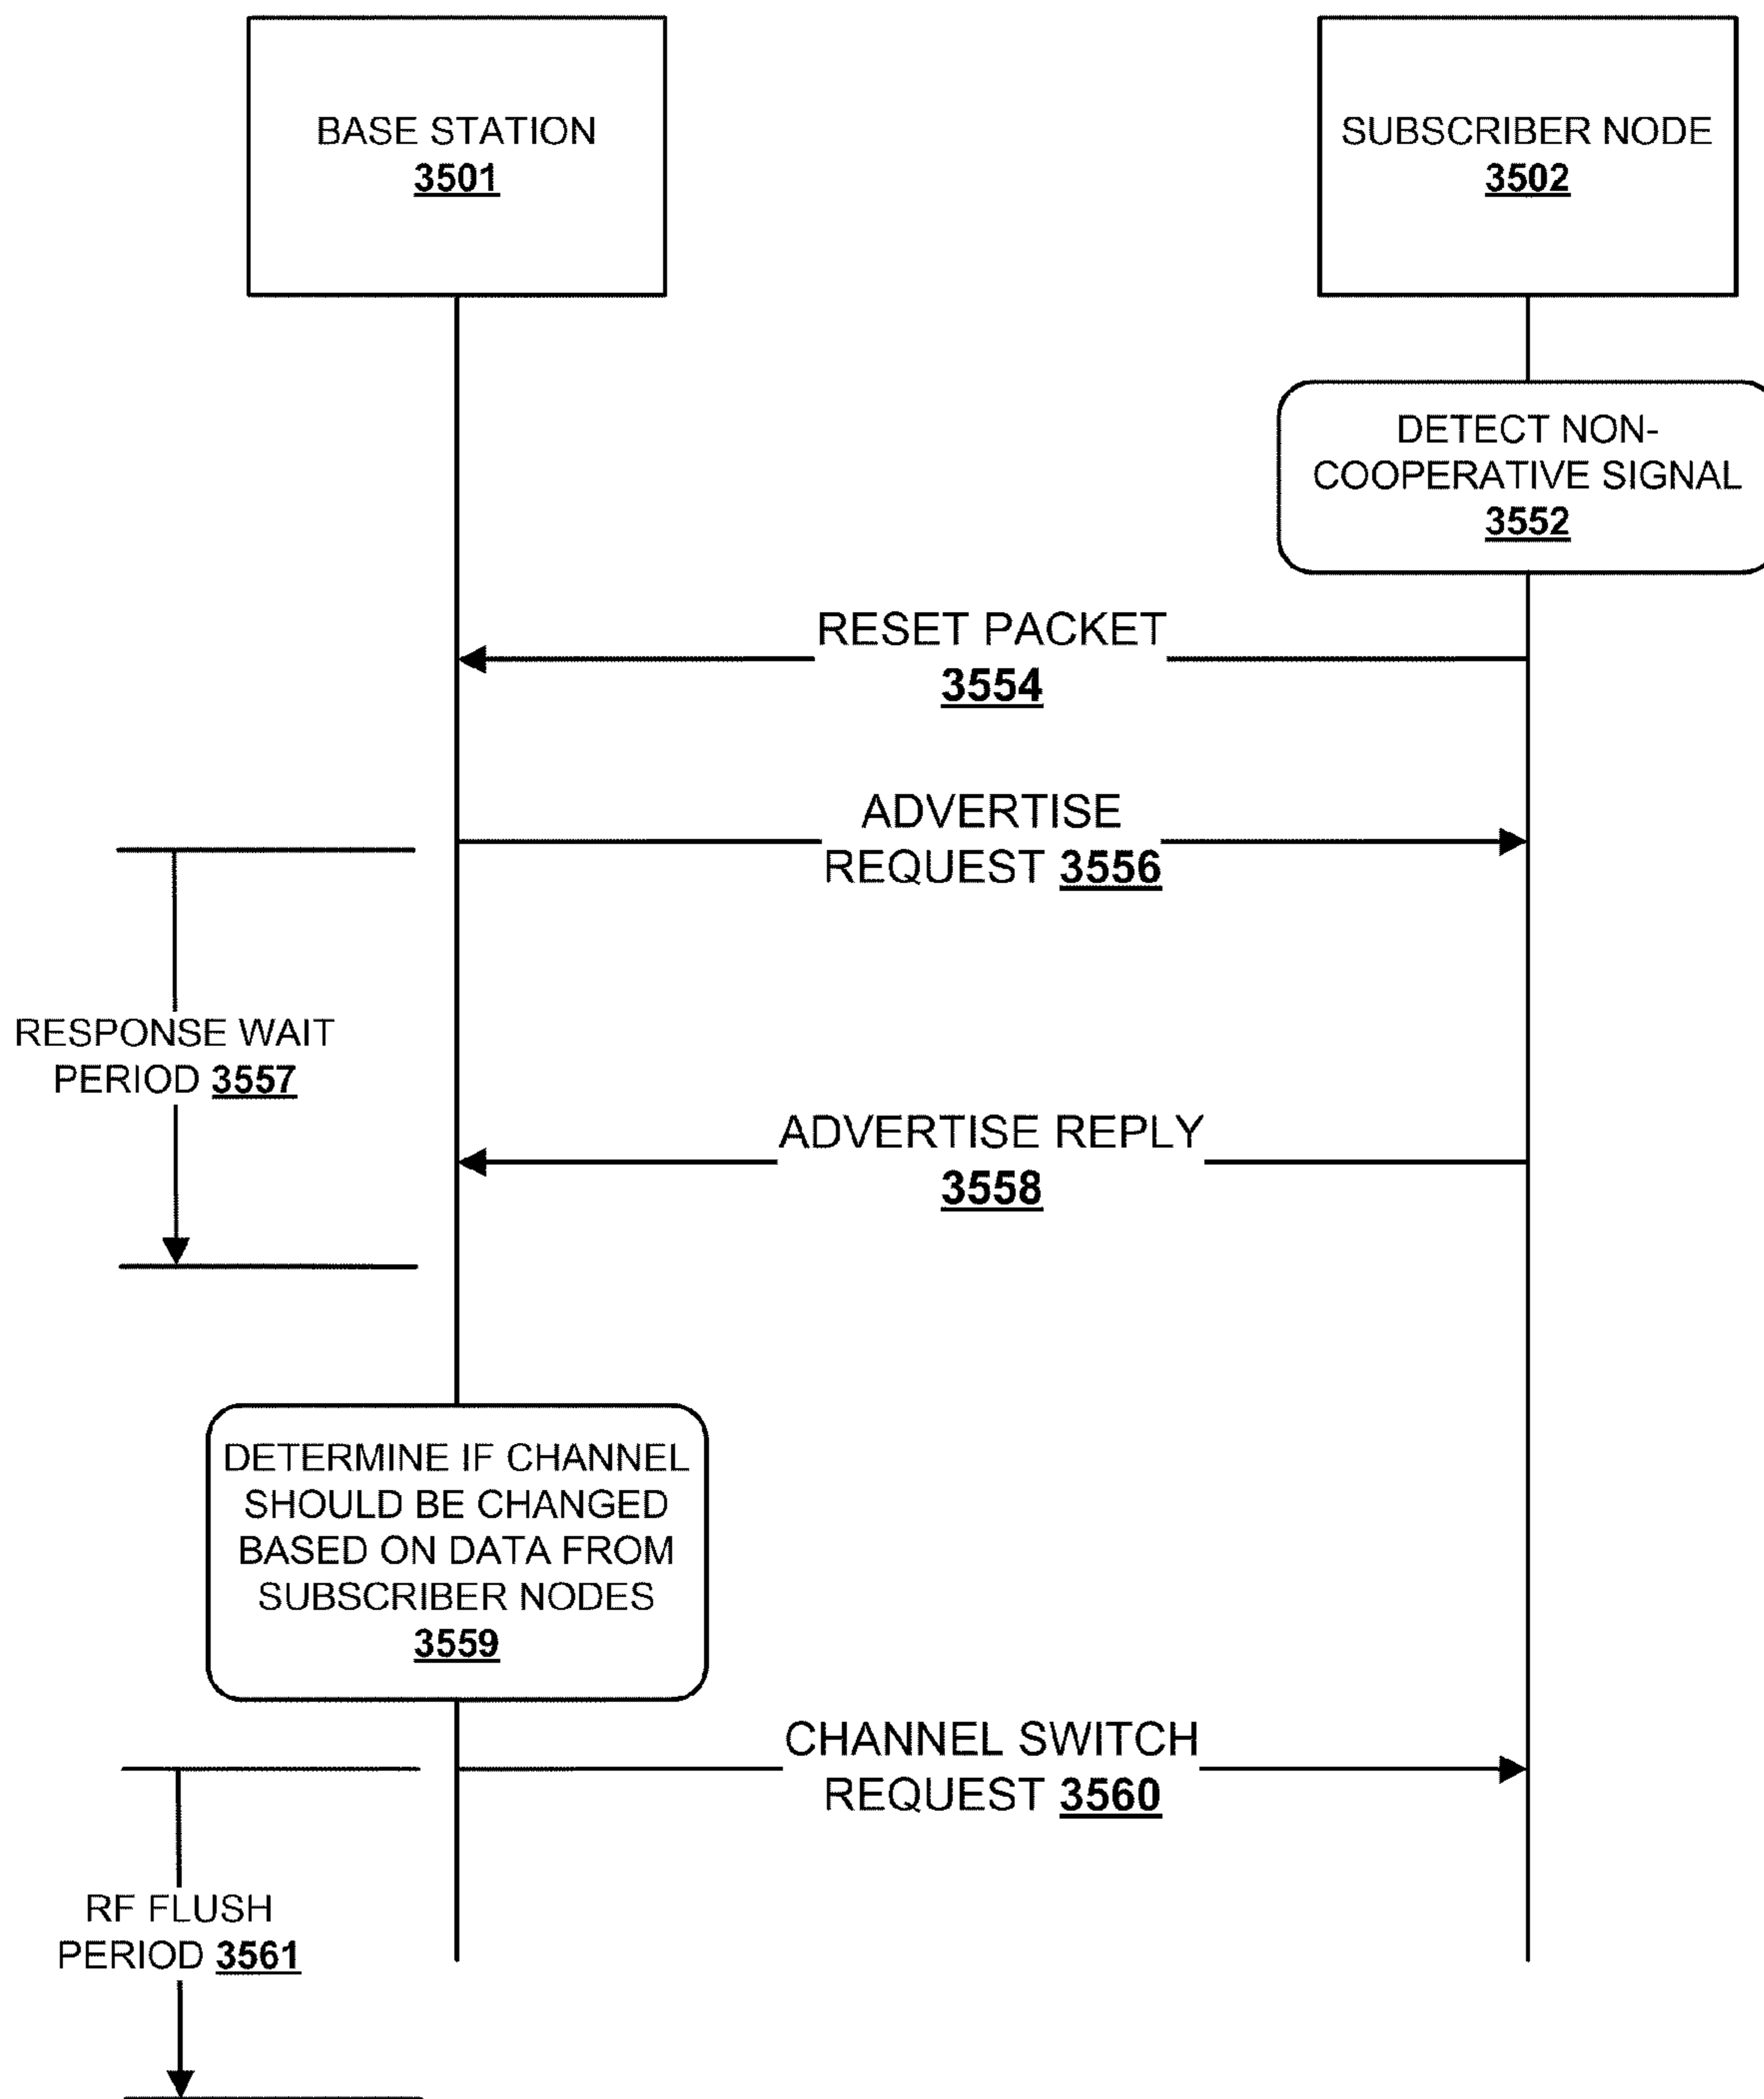 BASE STATION
3501
SUBSCRIBER NODE
3502
DETECT NON-
COOPERATIVE SIGNAL
3552
RESET PACKET
3554
ADVERTISE
REQUEST 3556
RESPONSE WAIT
PERIOD 3557
ADVERTISE REPLY
3558
DETERMINE IF CHANNEL
SHOULD BE CHANGED
BASED ON DATA FROM
SUBSCRIBER NODES
3559
CHANNEL SWITCH
REQUEST 3560
RF FLUSH
PERIOD 3561